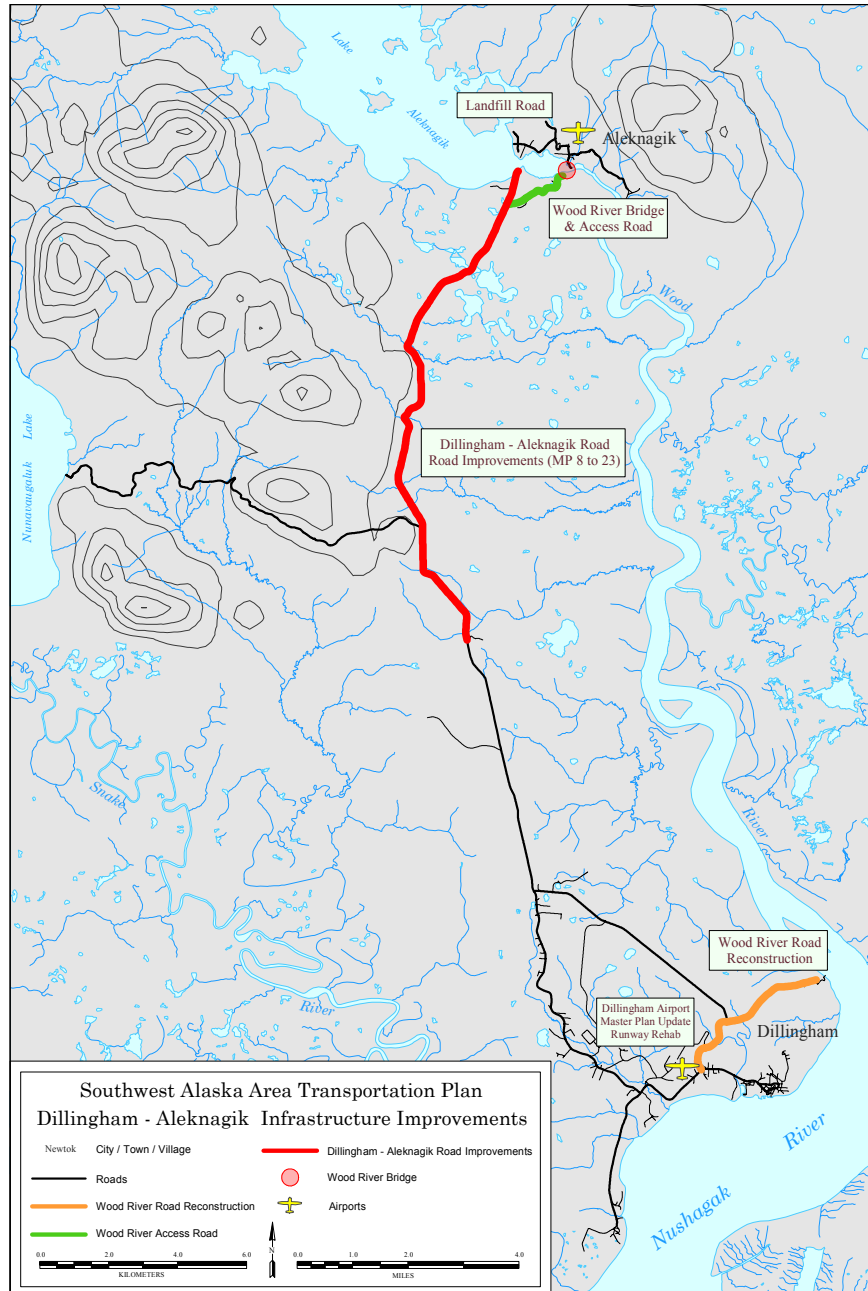 Lake
Aleknagik
Landfill Road
Aleknagik
Wood River Bridge
& Access Road
Wood
Dillingham - Aleknagik Road
Road Improvements (MP 8 to 23)
Nunavaugaluk Lake
Snake
River
River
Wood River Road
Reconstruction
Dillingham Airport
Master Plan Update
Runway Rehab
Dillingham
Nushagak River
Southwest Alaska Area Transportation Plan
Dillingham - Aleknagik Infrastructure Improvements
Newtok City / Town / Village
Dillingham - Aleknagik Road Improvements
Roads
Wood River Bridge
Wood River Road Reconstruction
Airports
Wood River Access Road
N
0.0 2.0 4.0 6.0
KILOMETERS
0.0 1.0 2.0 4.0
MILES